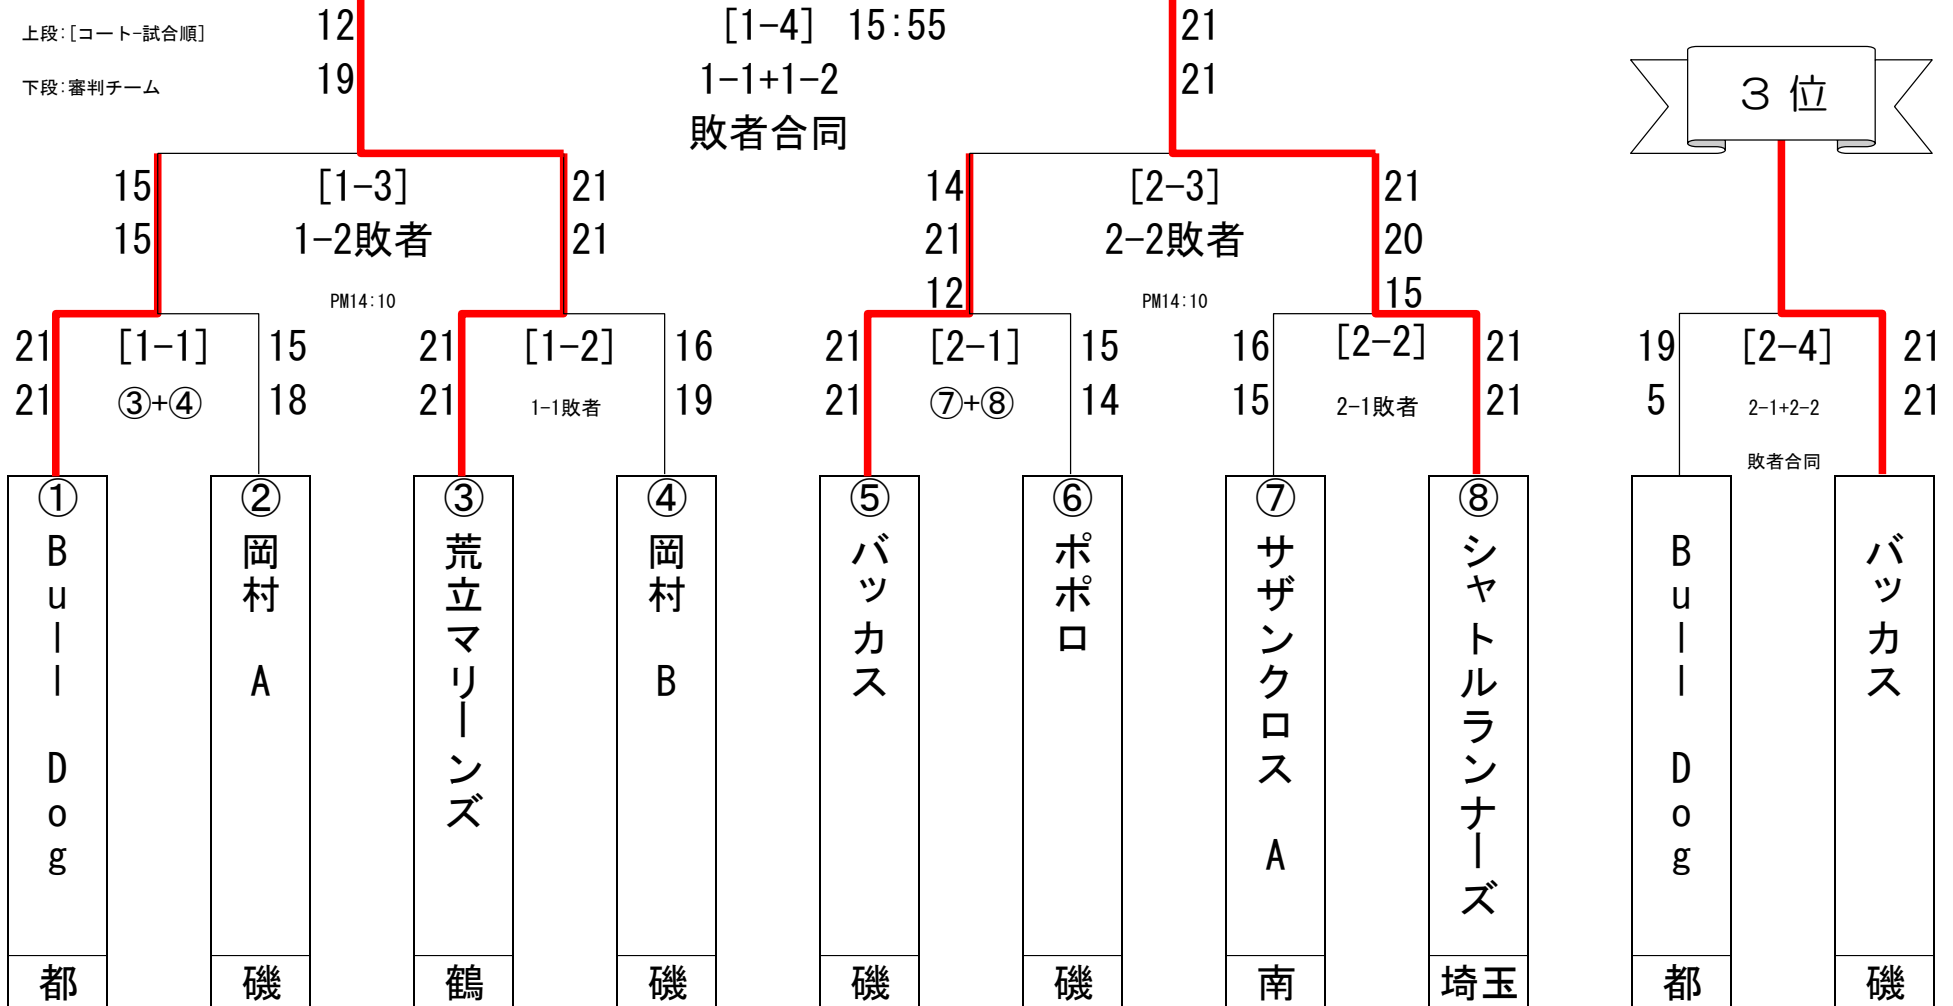 12 [1-4] 15:55 21
上段:[コート-試合順]
19 1-1+1-2 21
下段:審判チーム
敗者合同
3位
15 [1-3] 21 14 [2-3] 21
15 1-2敗者 21 21 2-2敗者 20
PM14:10 12 PM14:10 15
21 [1-1] 15 21 [1-2] 16 21 [2-1] 15 16 [2-2] 21 19 [2-4] 21
21 ③+④ 18 21 1-1敗者 19 21 ⑦+⑧ 14 15 2-1敗者 21 5 2-1+2-2 21
敗者合同
① Bull Dog 都
② 岡村 A 磯
③ 荒立マリーンズ 鶴
④ 岡村 B 磯
⑤ バッカス 磯
⑥ ポポロ 磯
⑦ サザンクロス A 南
⑧ シャトルランナーズ 埼玉
Bull Dog 都
バッカス 磯